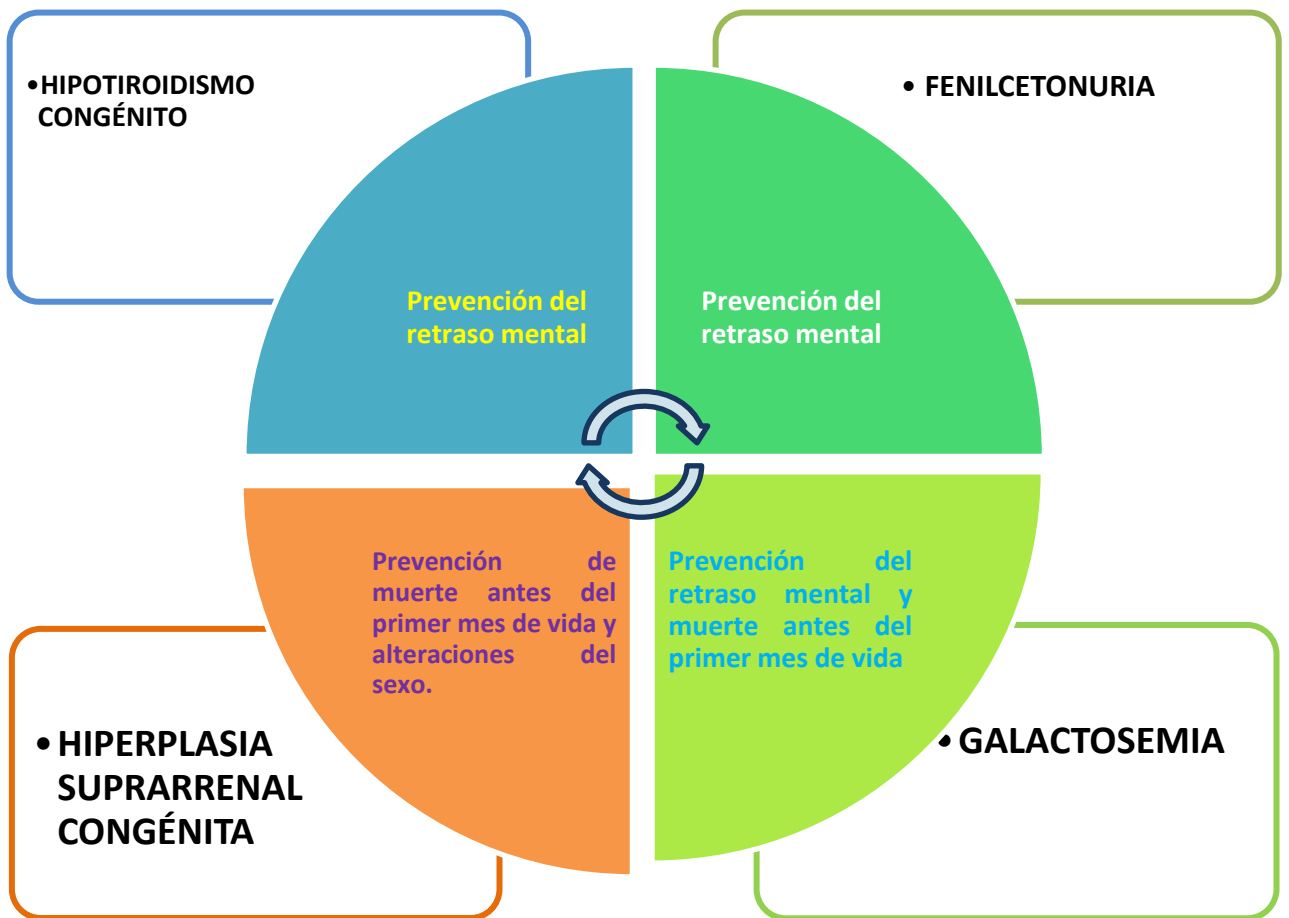 •HIPOTIROIDISMO
CONGÉNITO
• FENILCETONURIA
Prevención del
retraso mental
Prevención del
retraso mental
Prevención de
muerte antes del
primer mes de vida y
alteraciones del
sexo.
Prevención del
retraso mental y
muerte antes del
primer mes de vida
• HIPERPLASIA
SUPRARRENAL
CONGÉNITA
• GALACTOSEMIA